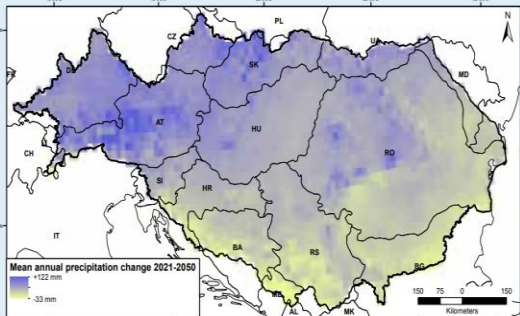 PL
CZ
UA
N
SK
MD
DE
AT
HU
RO
CH
SI
HR
IT
BA
RS
BG
ME
AL
MK
Mean annual precipitation change 2021-2050
+122 mm
-33 mm
150 75 0 150
Kilometers